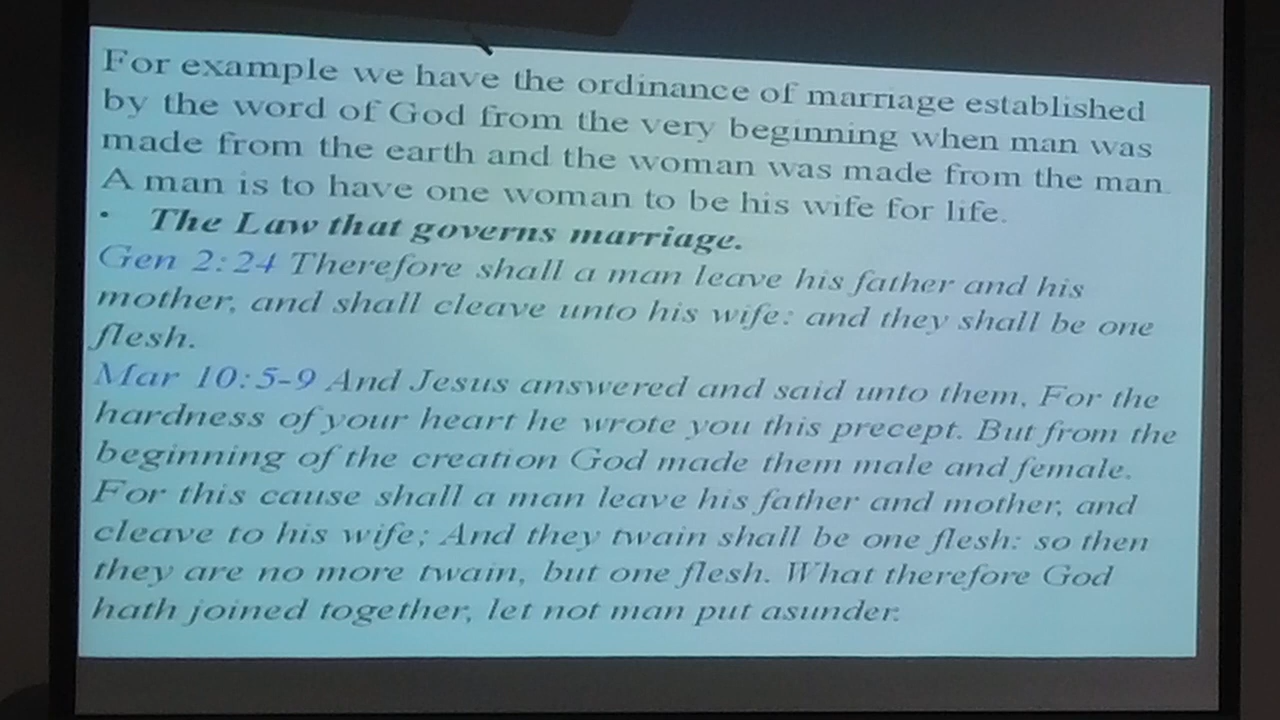 For example we have the ordinance of marriage established
by the word of God from the very beginning when man was
made from the earth and the woman was made from the man.
A man is to have one woman to be his wife for life.
• The Law that governs marriage.
Gen 2:24 Therefore shall a man leave his father and his
mother, and shall cleave unto his wife: and they shall be one
flesh.
Mar 10:5-9 And Jesus answered and said unto them, For the
hardness of your heart he wrote you this precept. But from the
beginning of the creation God made them male and female.
For this cause shall a man leave his father and mother, and
cleave to his wife; And they twain shall be one flesh: so then
they are no more twain, but one flesh. What therefore God
hath joined together, let not man put asunder.